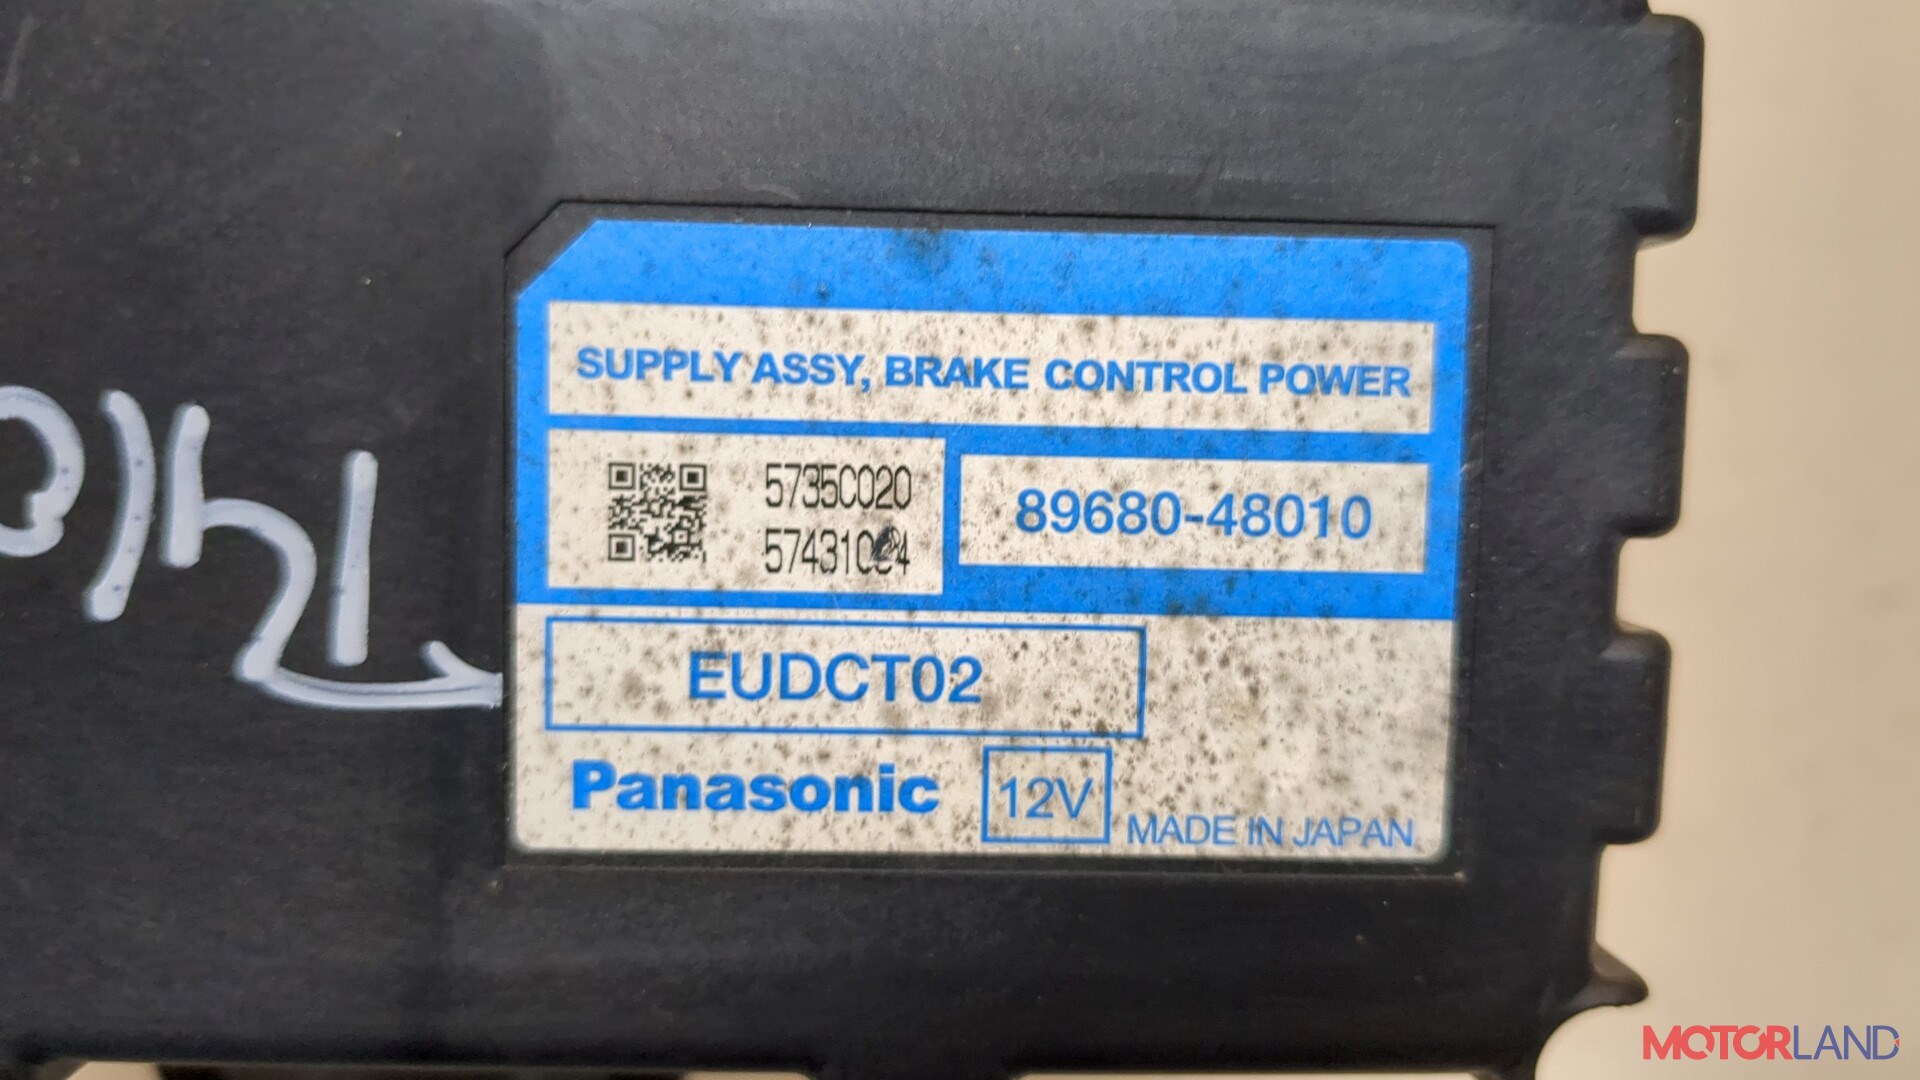 SUPPLY ASSY, BRAKE CONTROL POWER
5735C020
89680-48010
EUDCT02
Panasonic
12V
MADE IN JAPAN
MOTORLAND